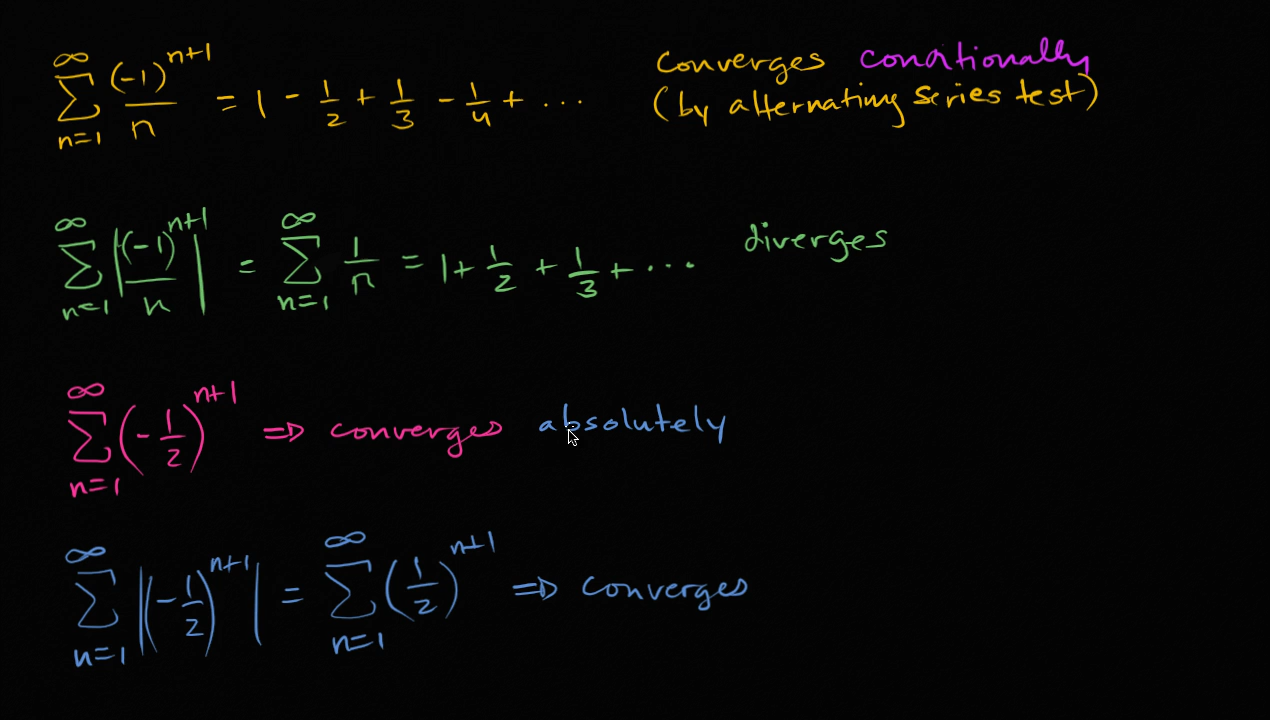 ∞ ∑ n=1 (-1)^(n+1) / n = 1 - 1/2 + 1/3 - 1/4 + ... converges conditionally
(by alternating series test)
∞ ∑ n=1 |(-1)^(n+1) / n| = ∞ ∑ n=1 1/n = 1 + 1/2 + 1/3 + ... diverges
∞ ∑ n=1 (-1/2)^(n+1) ⇒ converges absolutely
∞ ∑ n=1 |(-1/2)^(n+1)| = ∞ ∑ n=1 (1/2)^(n+1) ⇒ converges